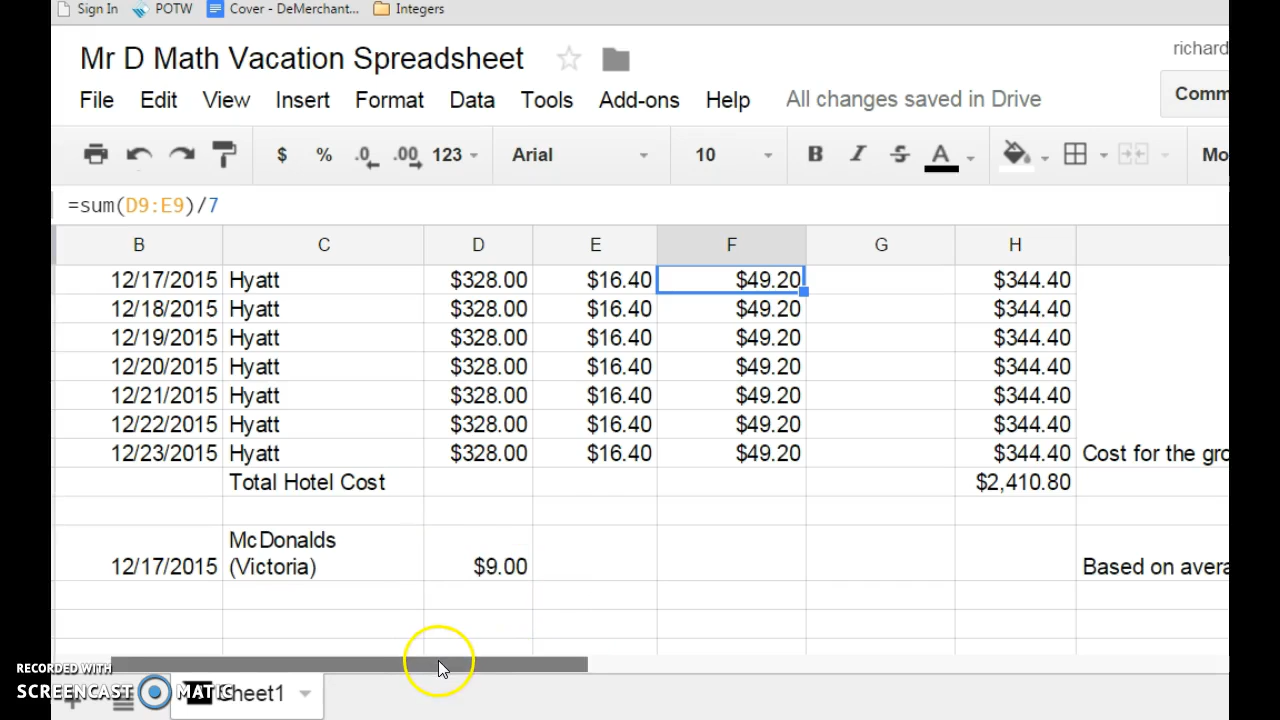 Sign In POTW Cover - DeMerchant... Integers
Mr D Math Vacation Spreadsheet
richard
File Edit View Insert Format Data Tools Add-ons Help All changes saved in Drive
Comm
$ % .0 .00 123 Arial 10 B I S A Mo
=sum(D9:E9)/7
B C D E F G H
12/17/2015 Hyatt $328.00 $16.40 $49.20 $344.40
12/18/2015 Hyatt $328.00 $16.40 $49.20 $344.40
12/19/2015 Hyatt $328.00 $16.40 $49.20 $344.40
12/20/2015 Hyatt $328.00 $16.40 $49.20 $344.40
12/21/2015 Hyatt $328.00 $16.40 $49.20 $344.40
12/22/2015 Hyatt $328.00 $16.40 $49.20 $344.40
12/23/2015 Hyatt $328.00 $16.40 $49.20 $344.40 Cost for the gro
Total Hotel Cost $2,410.80
McDonalds
12/17/2015 (Victoria) $9.00 Based on avera
RECORDED WITH
SCREENCAST MATIC
Sheet1